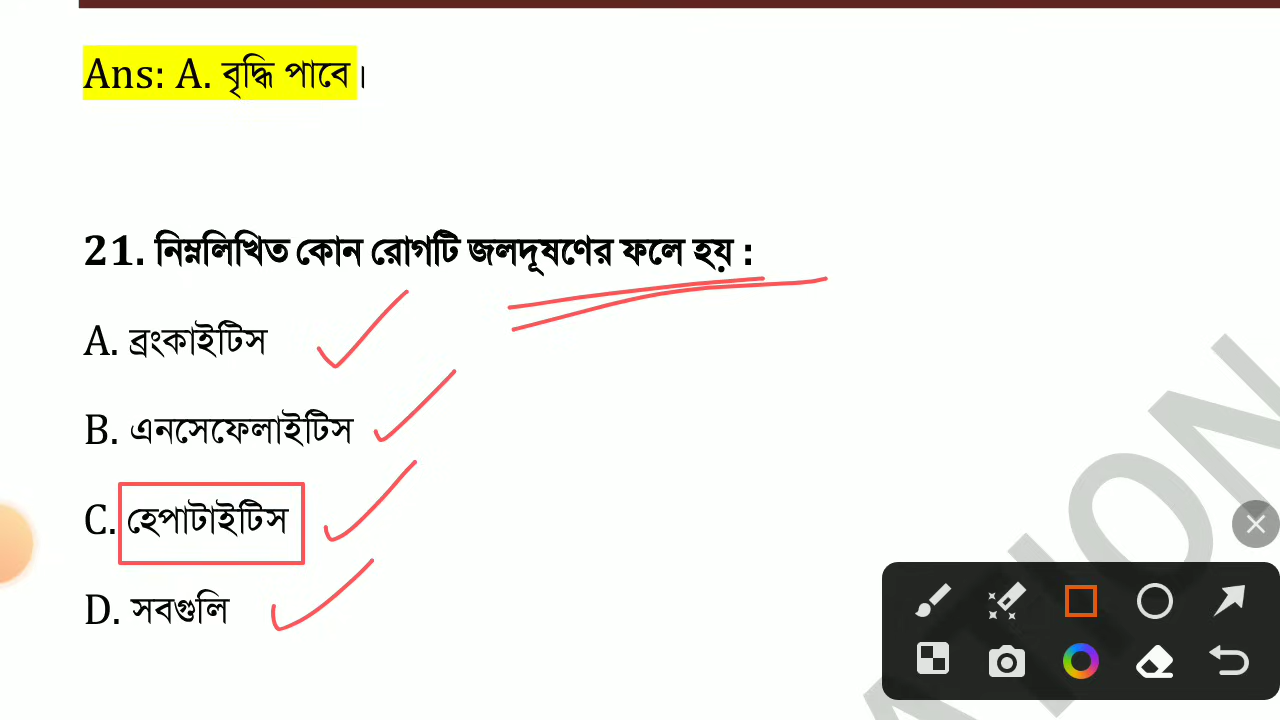 Ans: A. বৃদ্ধি পাবে।
21. নিম্নলিখিত কোন রোগটি জলদূষণের ফলে হয় :
A. ব্রংকাইটিস
B. এনসেফেলাইটিস
C. হেপাটাইটিস
D. সবগুলি